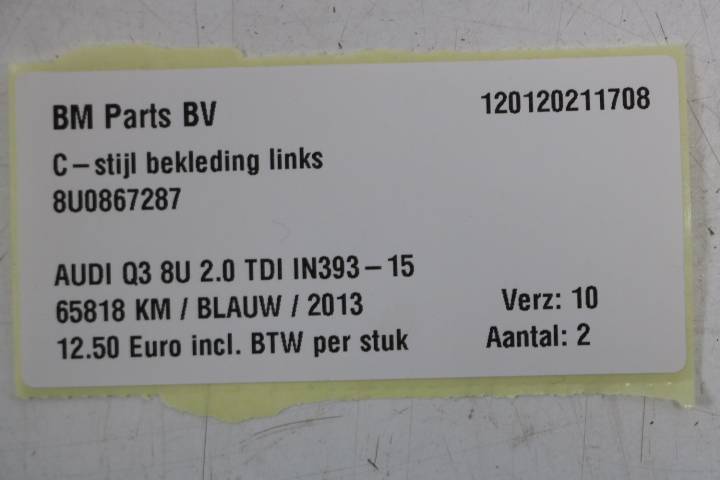 BM Parts BV 120120211708
C-stijl bekleding links
8U0867287
AUDI Q3 8U 2.0 TDI IN393-15
65818 KM / BLAUW / 2013 Verz: 10
12.50 Euro incl. BTW per stuk Aantal: 2